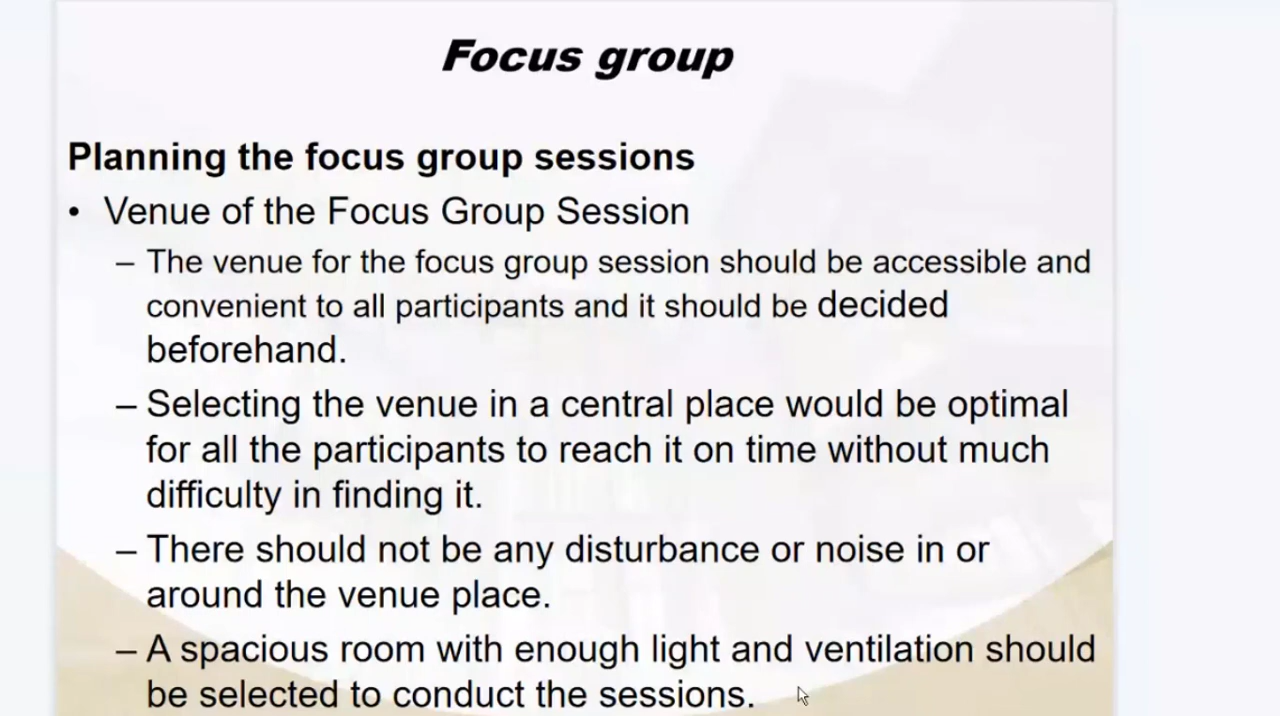 Focus group
Planning the focus group sessions
• Venue of the Focus Group Session
– The venue for the focus group session should be accessible and
convenient to all participants and it should be decided
beforehand.
– Selecting the venue in a central place would be optimal
for all the participants to reach it on time without much
difficulty in finding it.
– There should not be any disturbance or noise in or
around the venue place.
– A spacious room with enough light and ventilation should
be selected to conduct the sessions.